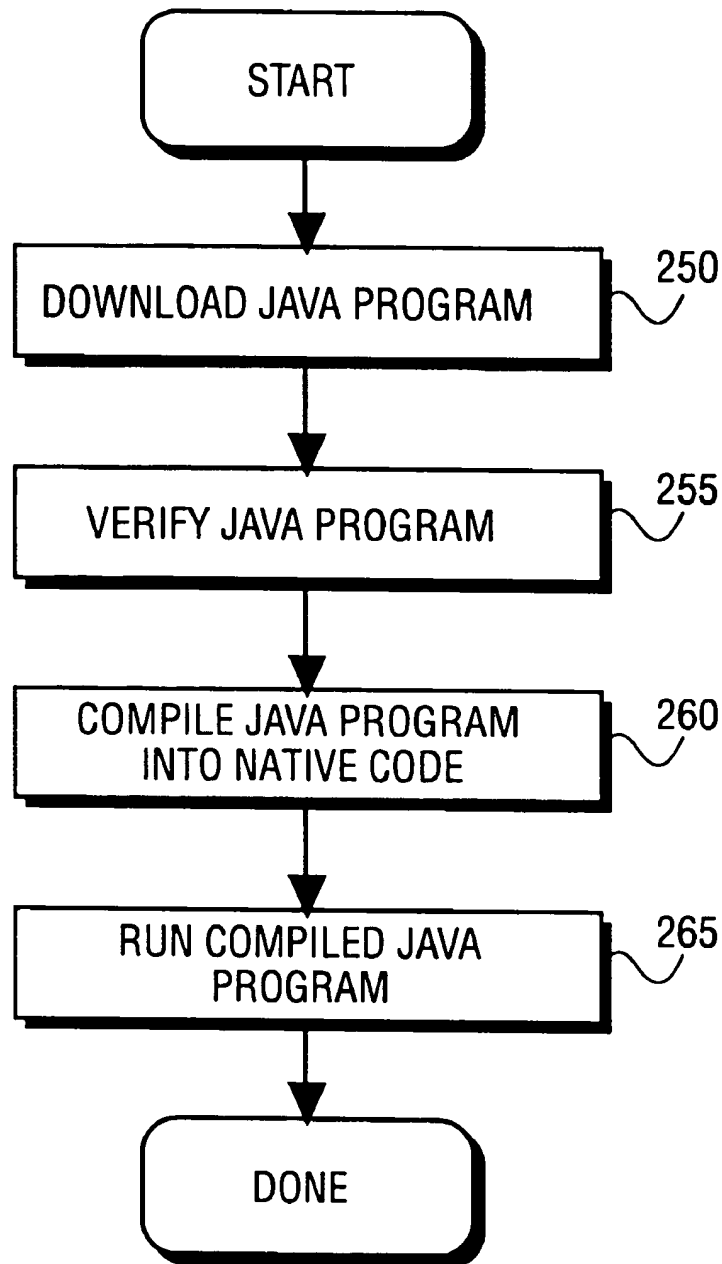 START
DOWNLOAD JAVA PROGRAM
250
VERIFY JAVA PROGRAM
255
COMPILE JAVA PROGRAM
INTO NATIVE CODE
260
RUN COMPILED JAVA
PROGRAM
265
DONE